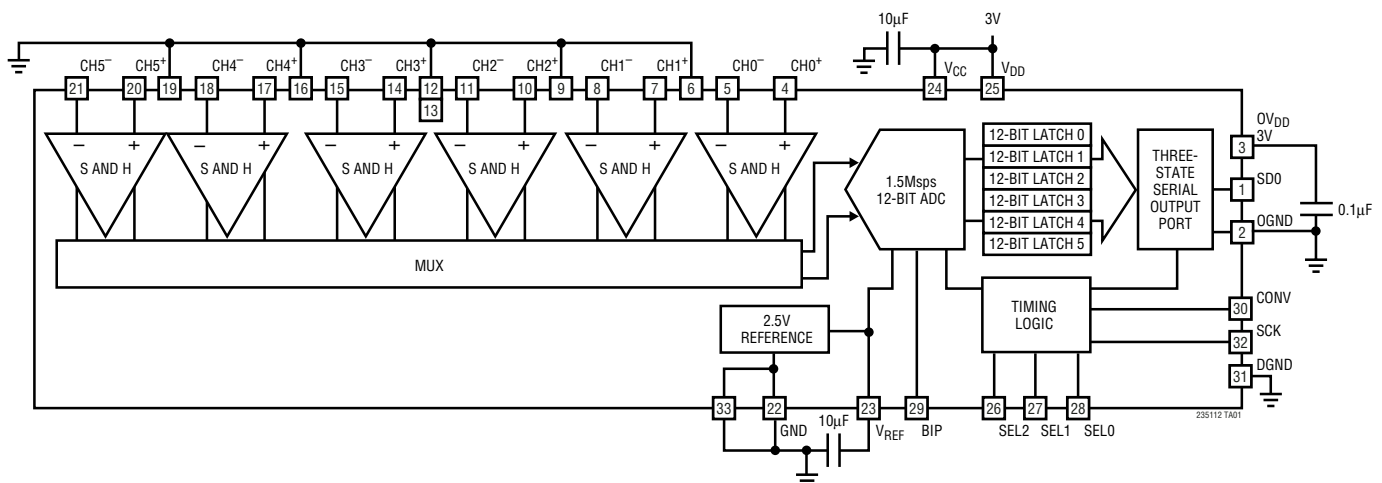 10μF
3V
CH5⁻ CH5⁺ CH4⁻ CH4⁺ CH3⁻ CH3⁺ CH2⁻ CH2⁺ CH1⁻ CH1⁺ CH0⁻ CH0⁺ VCC VDD
21 20 19 18 17 16 15 14 12 11 10 9 8 7 6 5 4 24 25
13
− + − + − + − + − + − +
S AND H S AND H S AND H S AND H S AND H S AND H
MUX
1.5Msps
12-BIT ADC
12-BIT LATCH 0
12-BIT LATCH 1
12-BIT LATCH 2
12-BIT LATCH 3
12-BIT LATCH 4
12-BIT LATCH 5
THREE-
STATE
SERIAL
OUTPUT
PORT
OVDD
3V
3
SD0
1
0.1μF
OGND
2
2.5V
REFERENCE
TIMING
LOGIC
CONV
30
SCK
32
DGND
31
33 22 23 29 26 27 28
GND 10μF VREF BIP SEL2 SEL1 SEL0
235112 TA01